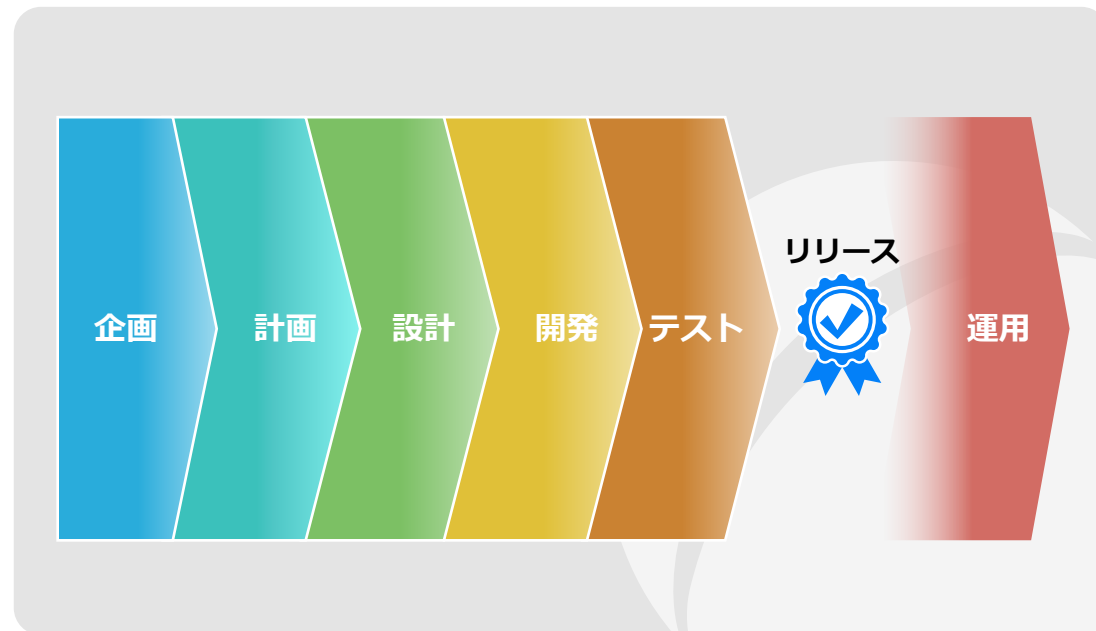 企画
計画
設計
開発
テスト
リリース
運用